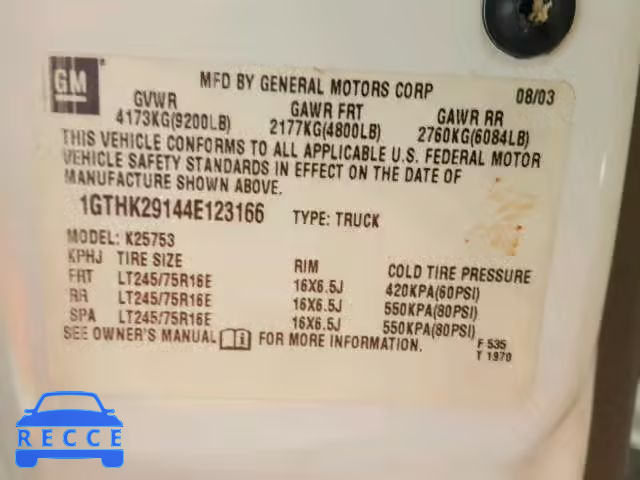 GM
MFD BY GENERAL MOTORS CORP 08/03
GVWR GAWR FRT GAWR RR
4173KG(9200LB) 2177KG(4800LB) 2760KG(6084LB)
THIS VEHICLE CONFORMS TO ALL APPLICABLE U.S. FEDERAL MOTOR
VEHICLE SAFETY STANDARDS IN EFFECT ON THE DATE OF
MANUFACTURE SHOWN ABOVE.
1GTHK29144E123166 TYPE: TRUCK
MODEL: K25753
KPHJ TIRE SIZE RIM COLD TIRE PRESSURE
FRT LT245/75R16E 16X6.5J 420KPA(60PSI)
RR LT245/75R16E 16X6.5J 550KPA(80PSI)
SPA LT245/75R16E 16X6.5J 550KPA(80PSI)
SEE OWNER'S MANUAL FOR MORE INFORMATION.
F 535
T 1970
RECCE